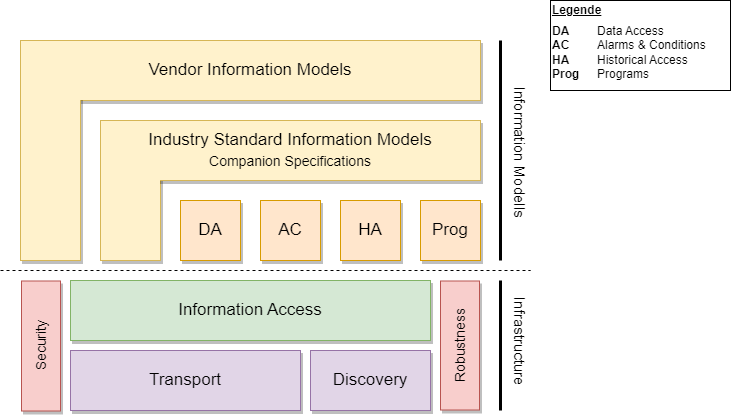 Legende
DA Data Access
AC Alarms & Conditions
HA Historical Access
Prog Programs
Vendor Information Models
Industry Standard Information Models
Companion Specifications
DA
AC
HA
Prog
Information Modells
Security
Information Access
Transport
Discovery
Robustness
Infrastructure